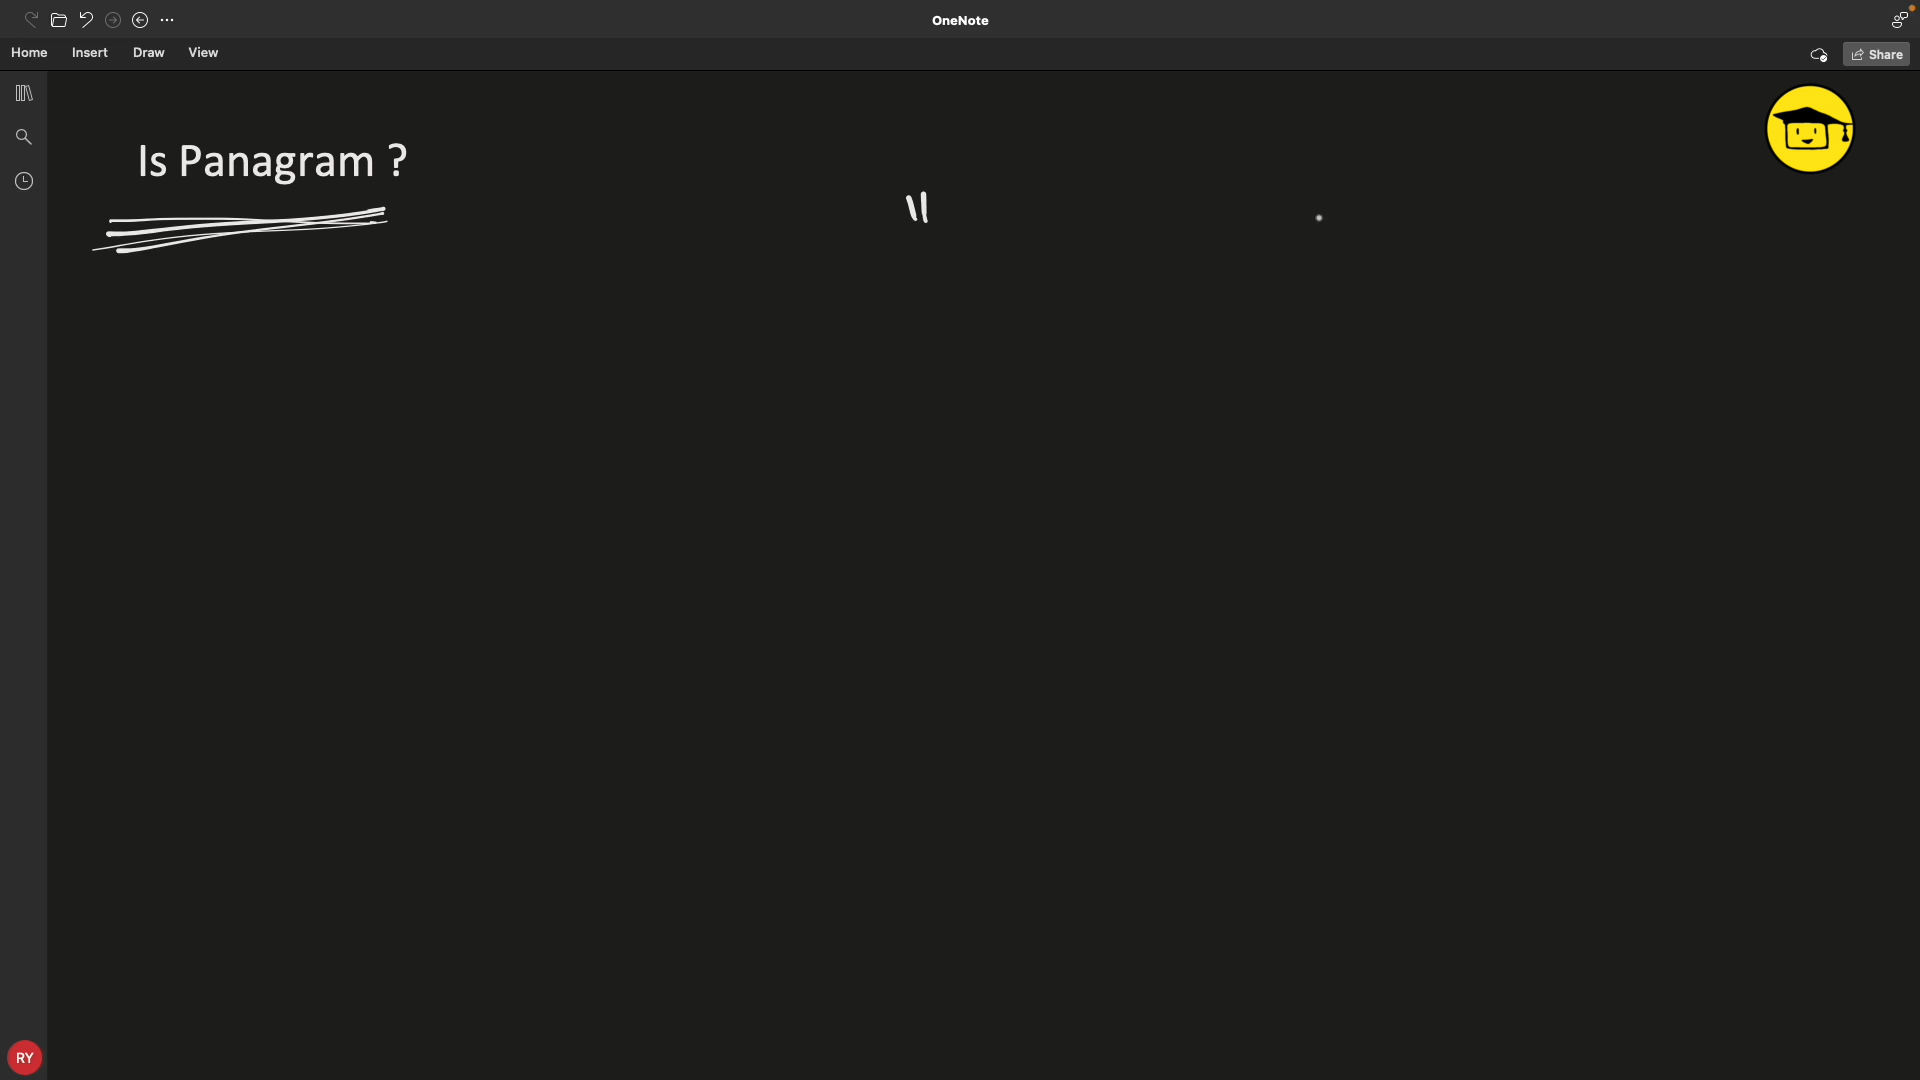 OneNote
Home Insert Draw View
Share
Is Panagram ?
"
RY